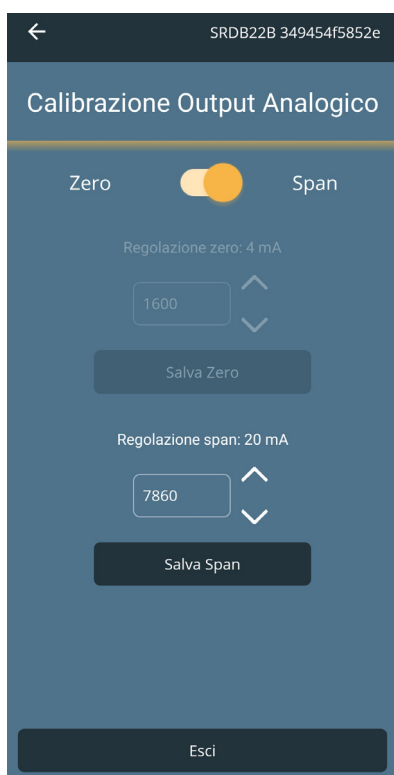 SRDB22B 349454f5852e
Calibrazione Output Analogico
Zero Span
Regolazione zero: 4 mA
1600
Salva Zero
Regolazione span: 20 mA
7860
Salva Span
Esci